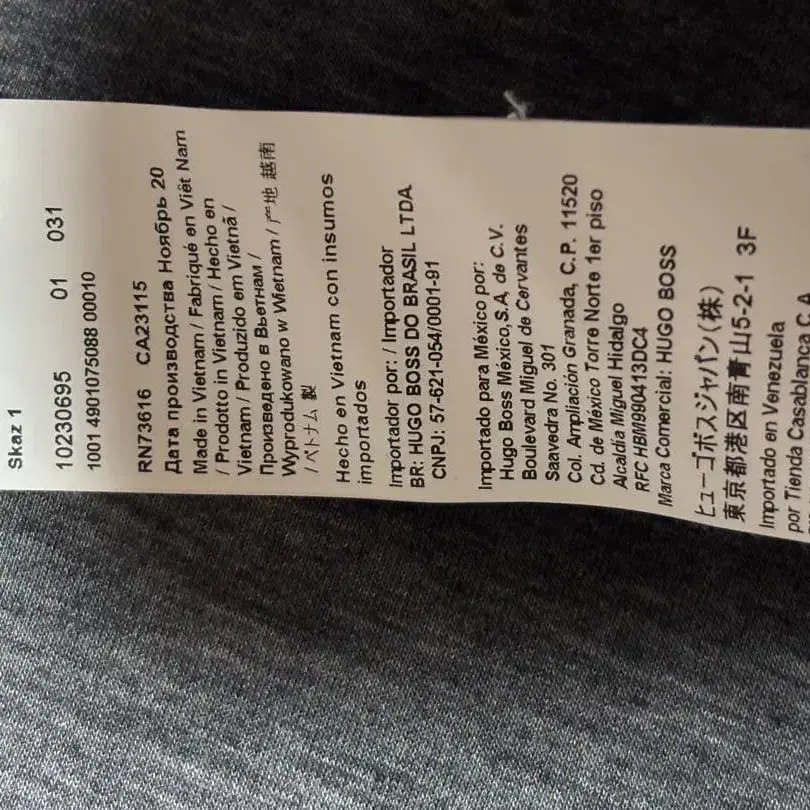 Skaz 1
10230695 01 031
1001 4901075088 00010
RN73616 CA23115
Дата производства Ноябрь 20
Made in Vietnam / Fabriqué en Viêt Nam
/ Prodotto in Vietnam / Hecho en
Vietnam / Produzido em Vietnã /
Произведено в Вьетнам /
Wyprodukowano w Wietnam / 产地 越南
/ ベトナム 製
Hecho en Vietnam con insumos
importados
Importador por: / Importador
BR: HUGO BOSS DO BRASIL LTDA
CNPJ: 57-621-054/0001-91
Importado para México por:
Hugo Boss México,S.A. de C.V.
Boulevard Miguel de Cervantes
Saavedra No. 301
Col. Ampliación Granada, C.P. 11520
Cd. de México Torre Norte 1er piso
Alcaldía Miguel Hidalgo
RFC HBM990413DC4
Marca Comercial: HUGO BOSS
ヒューゴボスジャパン(株)
東京都港区南青山5-2-1 3F
Importado en Venezuela
por Tienda Casablanca C.A